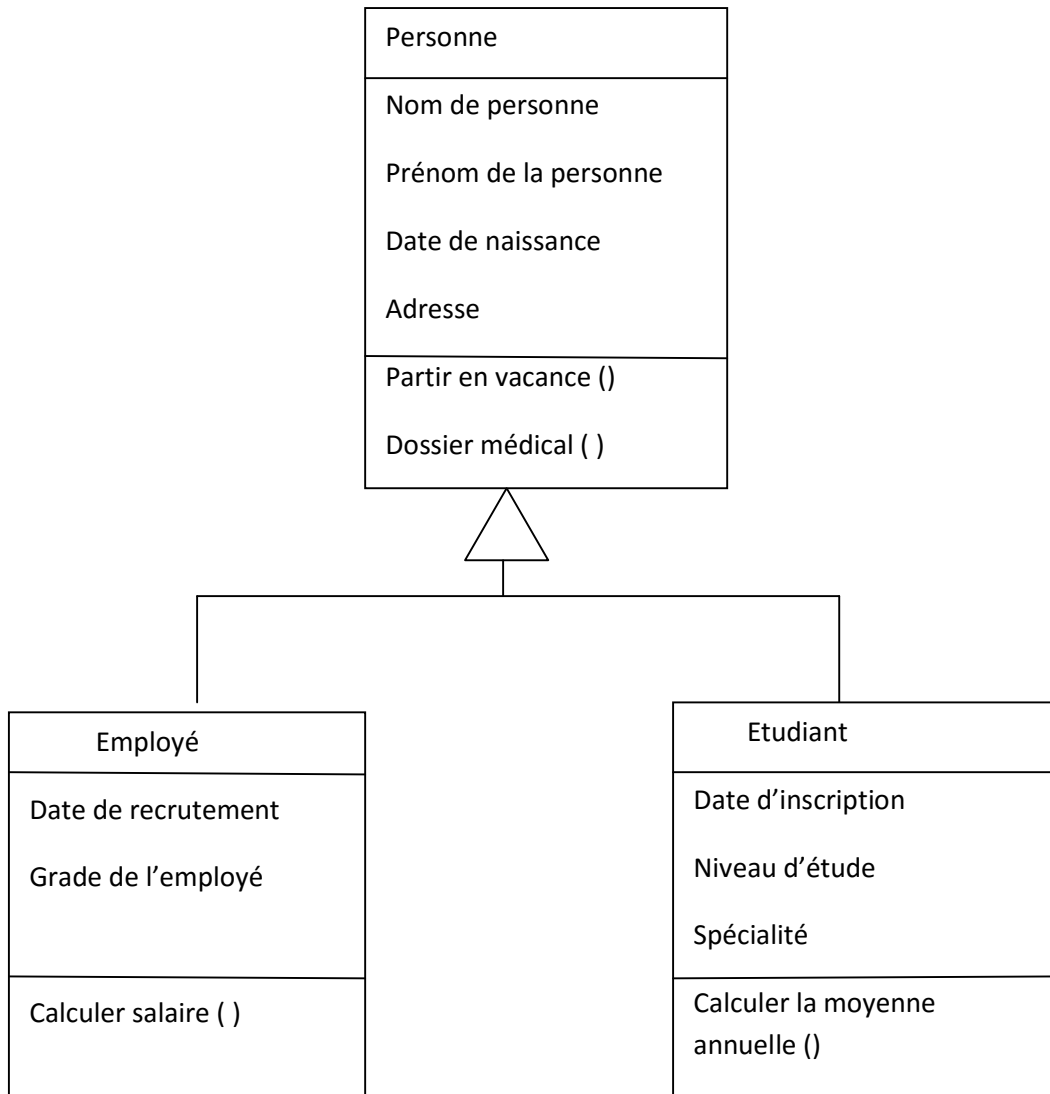 Personne
Nom de personne
Prénom de la personne
Date de naissance
Adresse
Partir en vacance ()
Dossier médical ( )
Employé
Date de recrutement
Grade de l’employé
Calculer salaire ( )
Etudiant
Date d’inscription
Niveau d’étude
Spécialité
Calculer la moyenne
annuelle ()